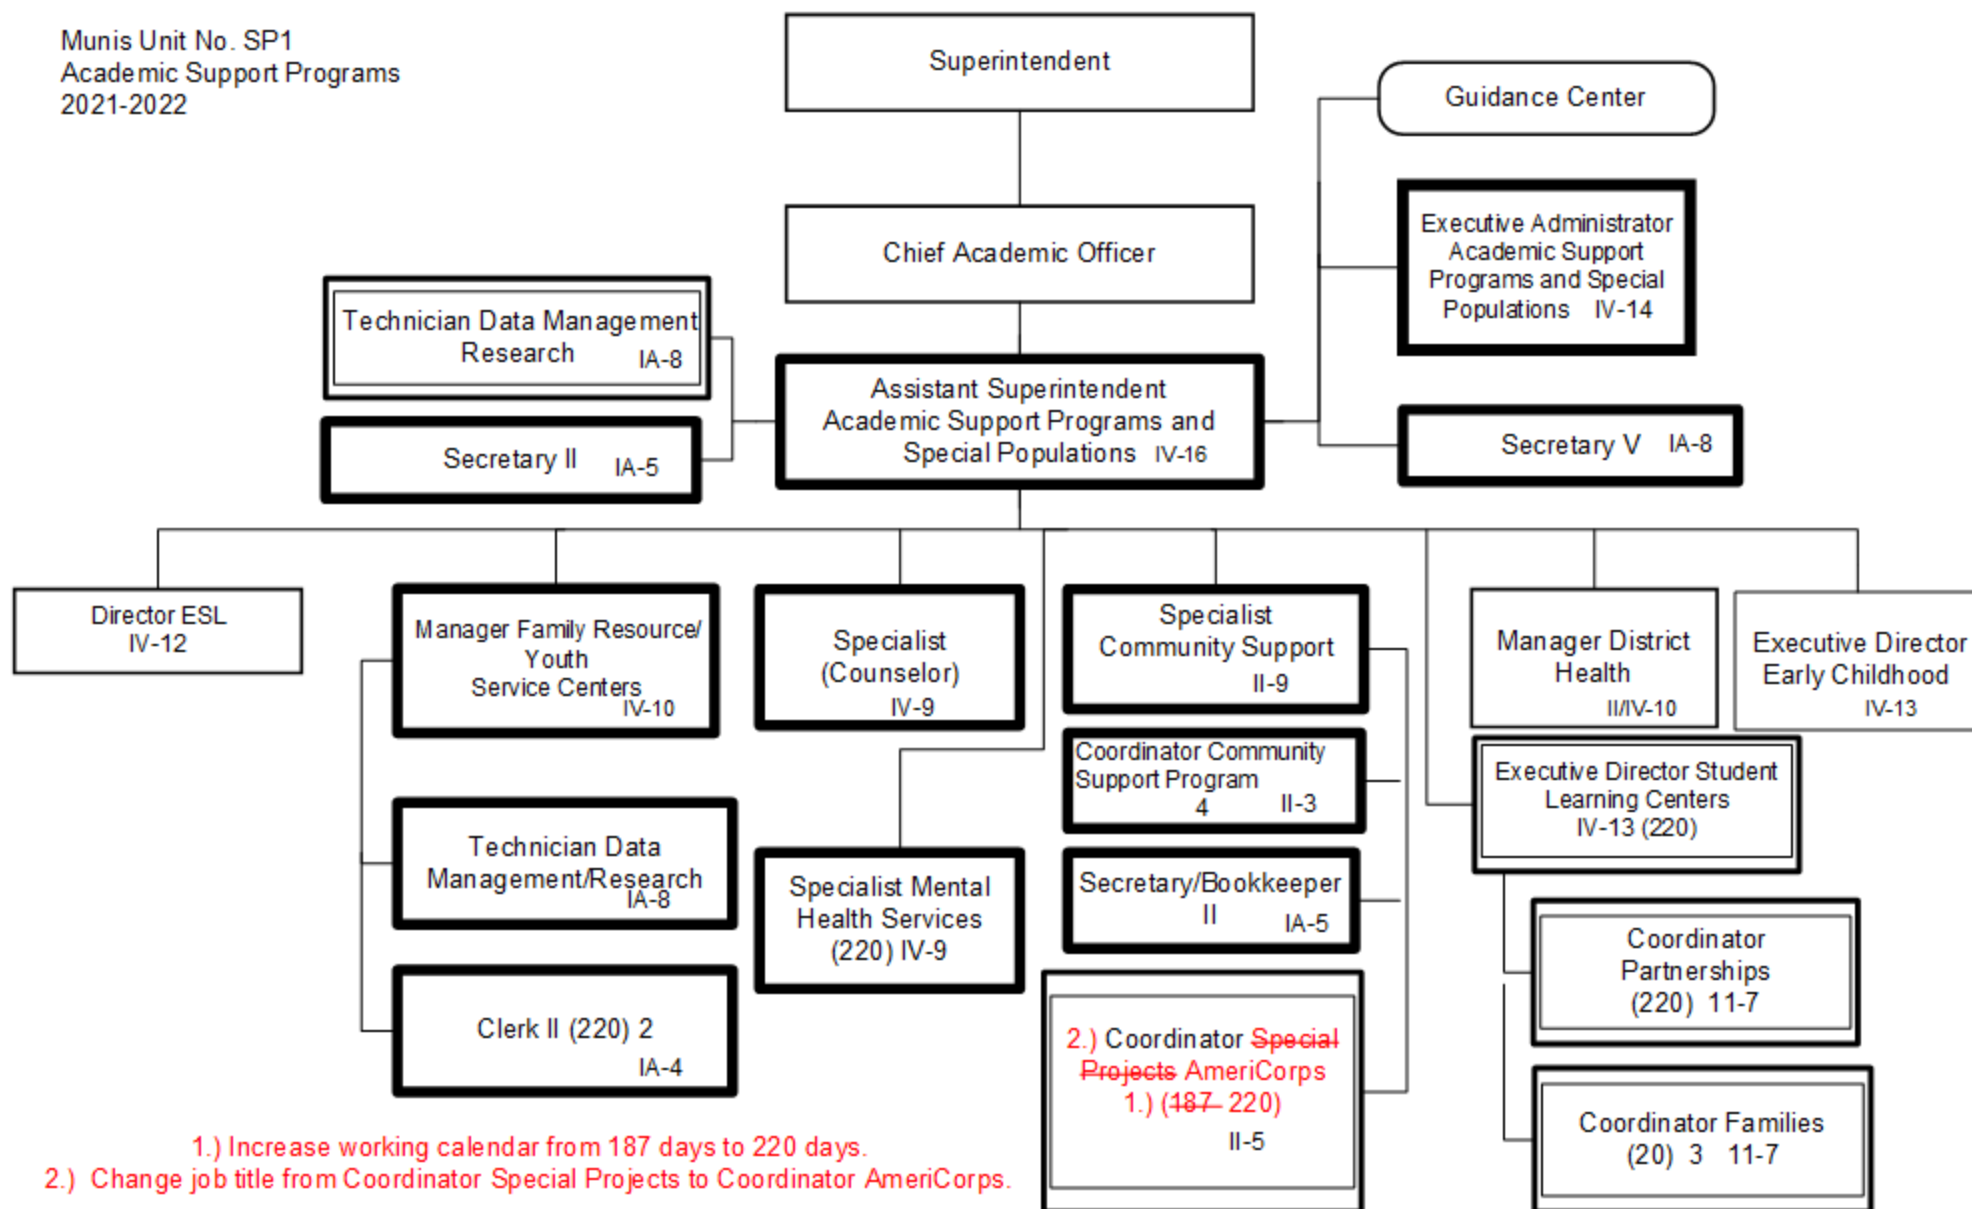 Munis Unit No. SP1
Academic Support Programs
2021-2022
Superintendent
Guidance Center
Executive Administrator
Academic Support
Programs and Special
Populations IV-14
Chief Academic Officer
Technician Data Management
Research IA-8
Assistant Superintendent
Academic Support Programs and
Special Populations IV-16
Secretary II IA-5
Secretary V IA-8
Director ESL
IV-12
Manager Family Resource/
Youth
Service Centers
IV-10
Specialist
(Counselor)
IV-9
Specialist
Community Support
II-9
Manager District
Health
II/IV-10
Executive Director
Early Childhood
IV-13
Coordinator Community
Support Program
4 II-3
Executive Director Student
Learning Centers
IV-13 (220)
Technician Data
Management/Research
IA-8
Specialist Mental
Health Services
(220) IV-9
Secretary/Bookkeeper
II IA-5
Coordinator
Partnerships
(220) 11-7
Clerk II (220) 2
IA-4
2.) Coordinator Special
Projects AmeriCorps
1.) (187 220)
II-5
Coordinator Families
(20) 3 11-7
1.) Increase working calendar from 187 days to 220 days.
2.) Change job title from Coordinator Special Projects to Coordinator AmeriCorps.